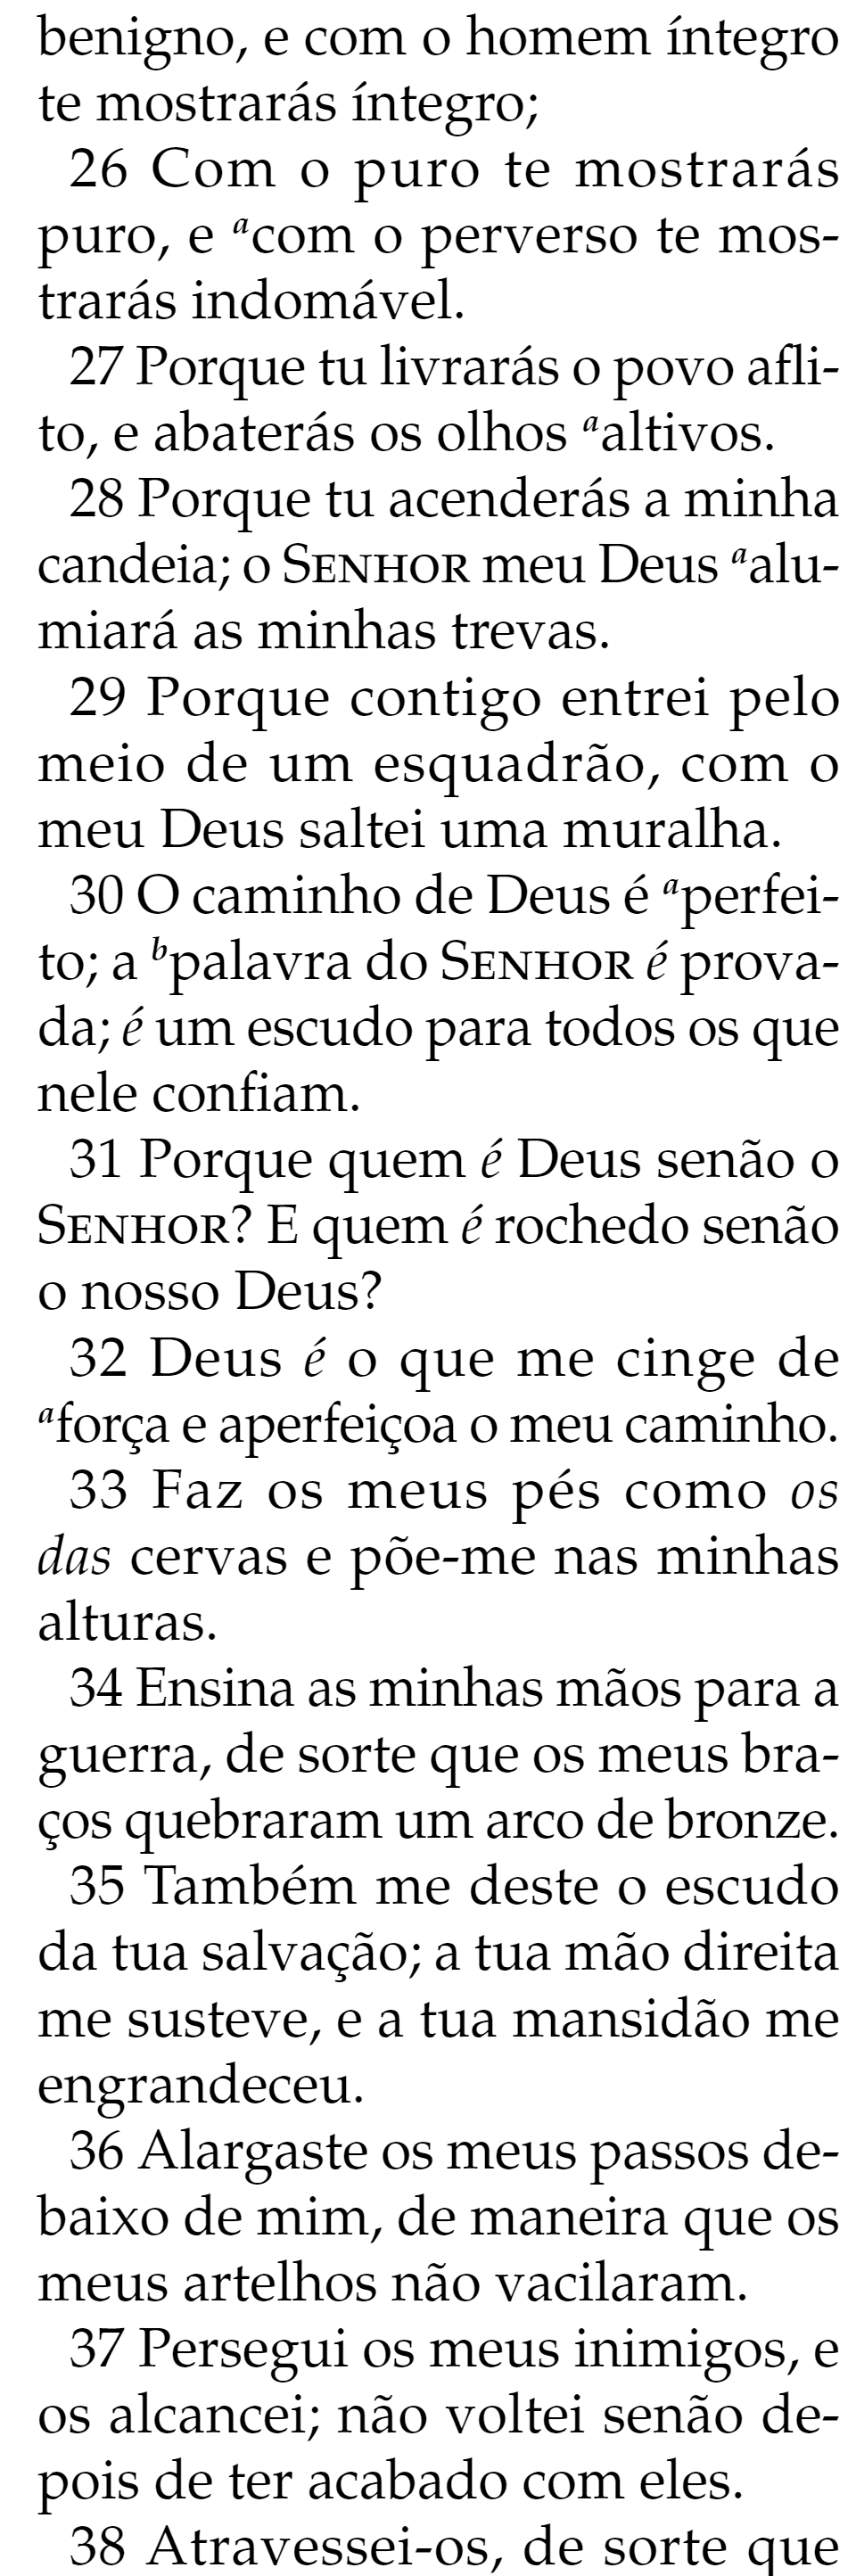 benigno, e com o homem íntegro
te mostrarás íntegro;
26 Com o puro te mostrarás
puro, e acom o perverso te mos-
trarás indomável.
27 Porque tu livrarás o povo afli-
to, e abaterás os olhos aaltivos.
28 Porque tu acenderás a minha
candeia; o SENHOR meu Deus aalu-
miará as minhas trevas.
29 Porque contigo entrei pelo
meio de um esquadrão, com o
meu Deus saltei uma muralha.
30 O caminho de Deus é aperfei-
to; a bpalavra do SENHOR é prova-
da; é um escudo para todos os que
nele confiam.
31 Porque quem é Deus senão o
SENHOR? E quem é rochedo senão
o nosso Deus?
32 Deus é o que me cinge de
aforça e aperfeiçoa o meu caminho.
33 Faz os meus pés como os
das cervas e põe-me nas minhas
alturas.
34 Ensina as minhas mãos para a
guerra, de sorte que os meus bra-
ços quebraram um arco de bronze.
35 Também me deste o escudo
da tua salvação; a tua mão direita
me susteve, e a tua mansidão me
engrandeceu.
36 Alargaste os meus passos de-
baixo de mim, de maneira que os
meus artelhos não vacilaram.
37 Persegui os meus inimigos, e
os alcancei; não voltei senão de-
pois de ter acabado com eles.
38 Atravessei-os, de sorte que